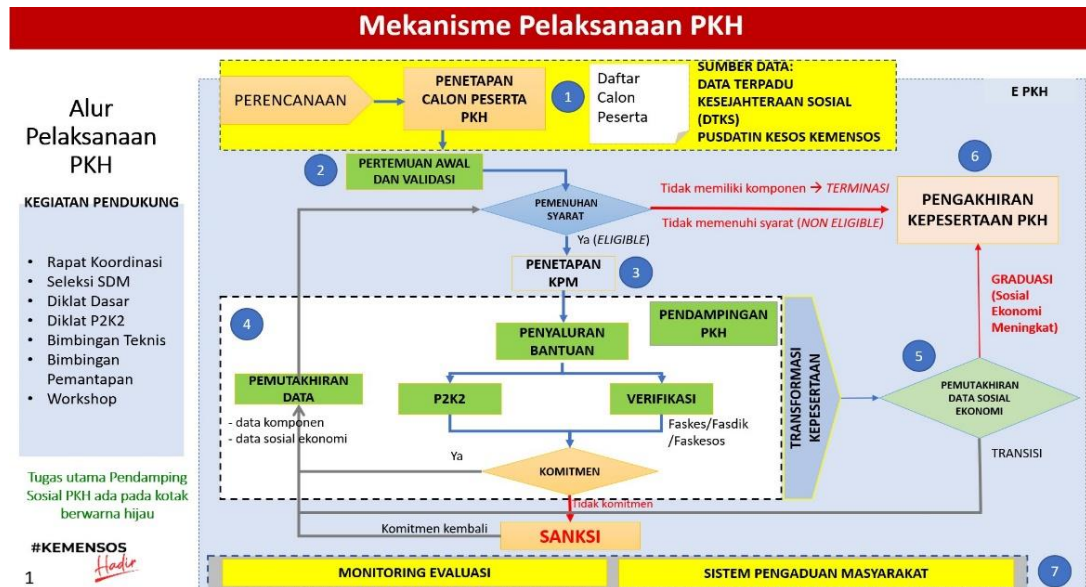 Mekanisme Pelaksanaan PKH
Alur
Pelaksanaan
PKH
KEGIATAN PENDUKUNG
• Rapat Koordinasi
• Seleksi SDM
• Diklat Dasar
• Diklat P2K2
• Bimbingan Teknis
• Bimbingan
Pemantapan
• Workshop
Tugas utama Pendamping
Sosial PKH ada pada kotak
berwarna hijau
#KEMENSOS
Hadir
1
PERENCANAAN
PENETAPAN
CALON PESERTA
PKH
1
Daftar
Calon
Peserta
SUMBER DATA:
DATA TERPADU
KESEJAHTERAAN SOSIAL
(DTKS)
PUSDATIN KESOS KEMENSOS
E PKH
2
PERTEMUAN AWAL
DAN VALIDASI
PEMENUHAN
SYARAT
Tidak memiliki komponen → TERMINASI
Tidak memenuhi syarat (NON ELIGIBLE)
6
PENGAKHIRAN
KEPESERTAAN PKH
Ya (ELIGIBLE)
PENETAPAN
KPM
3
4
PENDAMPINGAN
PKH
PENYALURAN
BANTUAN
PEMUTAKHIRAN
DATA
- data komponen
- data sosial ekonomi
P2K2
VERIFIKASI
Faskes/Fasdik
/Faskesos
Ya
KOMITMEN
Tidak komitmen
Komitmen kembali
SANKSI
TRANSFORMASI
KEPESERTAAN
GRADUASI
(Sosial
Ekonomi
Meningkat)
5
PEMUTAKHIRAN
DATA SOSIAL
EKONOMI
TRANSISI
MONITORING EVALUASI
SISTEM PENGADUAN MASYARAKAT
7